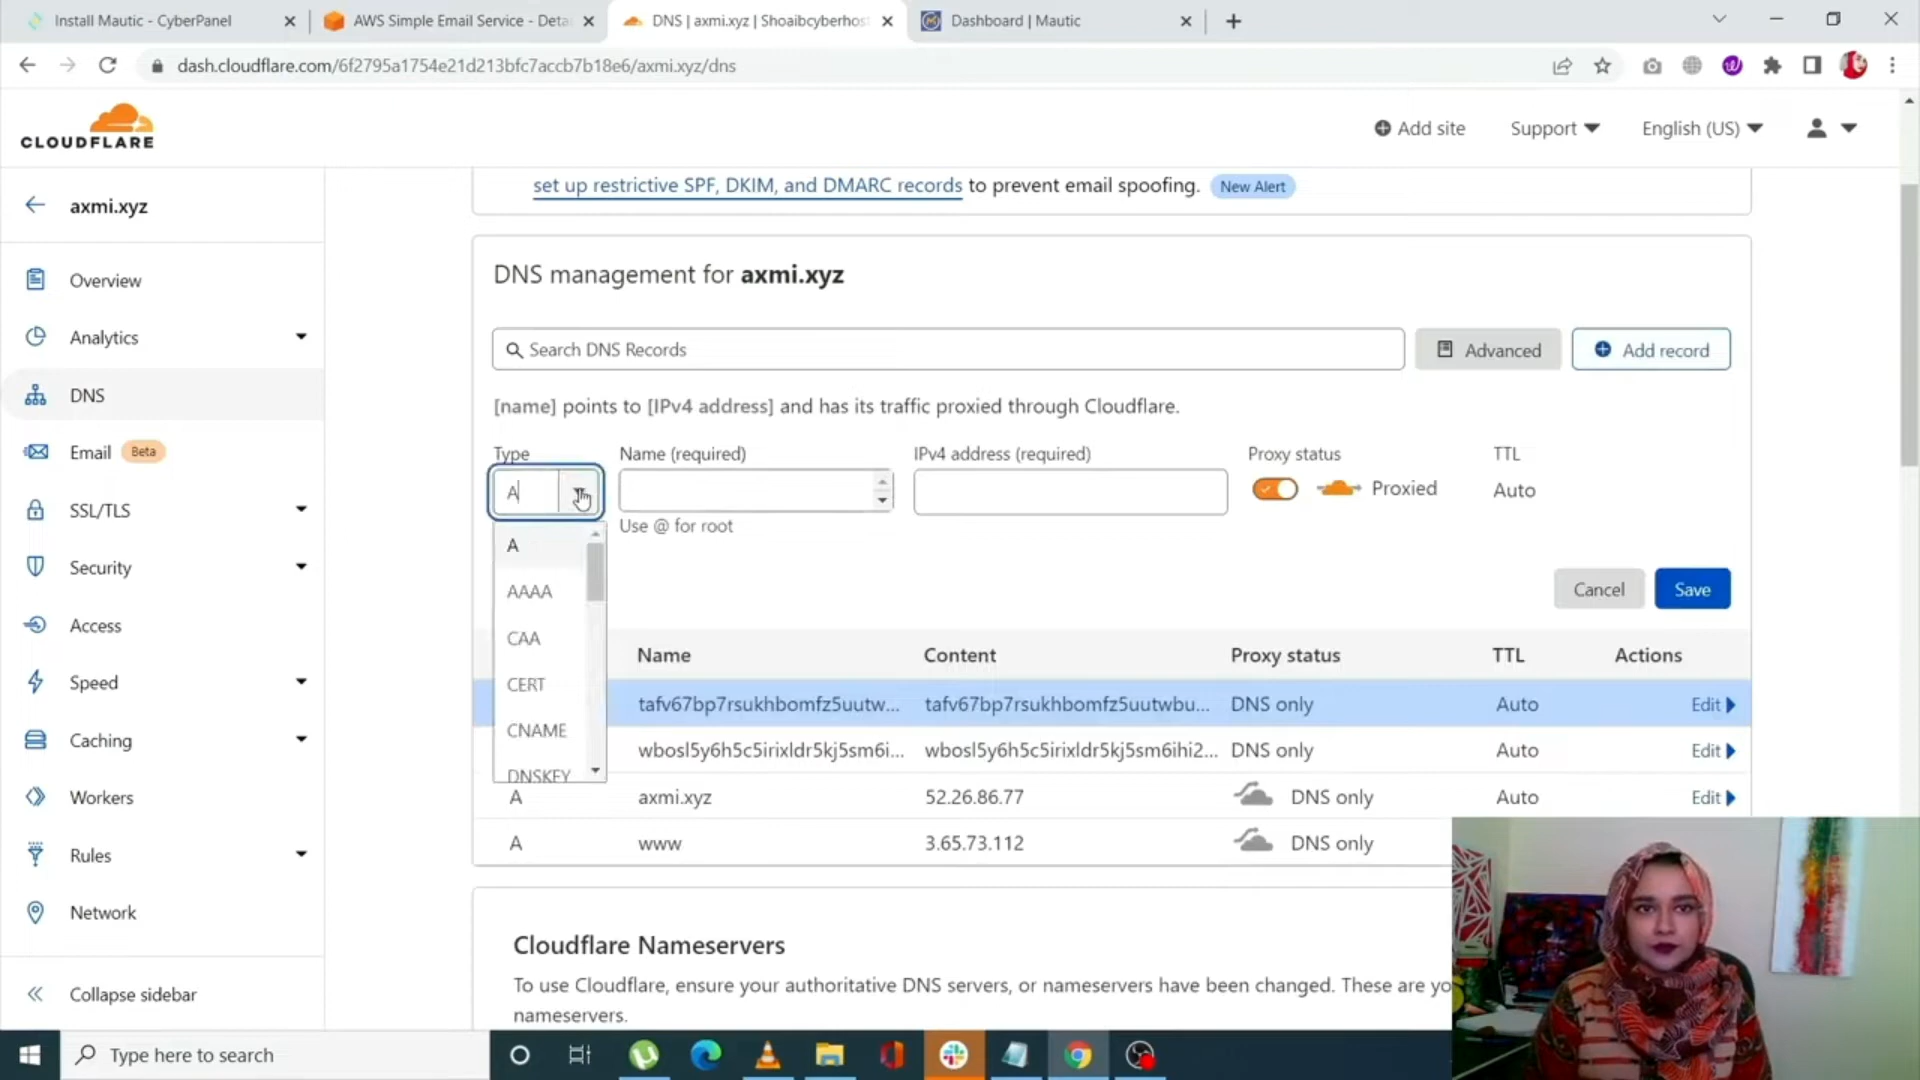 Install Mautic - CyberPanel
AWS Simple Email Service - Deta
DNS | axmi.xyz | Shoaibcyberhos
Dashboard | Mautic
dash.cloudflare.com/6f2795a1754e21d213bfc7accb7b18e6/axmi.xyz/dns
CLOUDFLARE
Add site
Support
English (US)
axmi.xyz
Overview
Analytics
DNS
Email Beta
SSL/TLS
Security
Access
Speed
Caching
Workers
Rules
Network
Collapse sidebar
set up restrictive SPF, DKIM, and DMARC records to prevent email spoofing. New Alert
DNS management for axmi.xyz
Search DNS Records
Advanced
Add record
[name] points to [IPv4 address] and has its traffic proxied through Cloudflare.
Type Name (required) IPv4 address (required) Proxy status TTL
A Proxied Auto
Use @ for root
A
AAAA
CAA
CERT
CNAME
DNSKEY
Cancel Save
Name Content Proxy status TTL Actions
tafv67bp7rsukhbomfz5uutw... tafv67bp7rsukhbomfz5uutwbu... DNS only Auto Edit
wbosl5y6h5c5irixldr5kj5sm6i... wbosl5y6h5c5irixldr5kj5sm6ihi2... DNS only Auto Edit
A axmi.xyz 52.26.86.77 DNS only Auto Edit
A www 3.65.73.112 DNS only
Cloudflare Nameservers
To use Cloudflare, ensure your authoritative DNS servers, or nameservers have been changed. These are yo
nameservers.
Type here to search